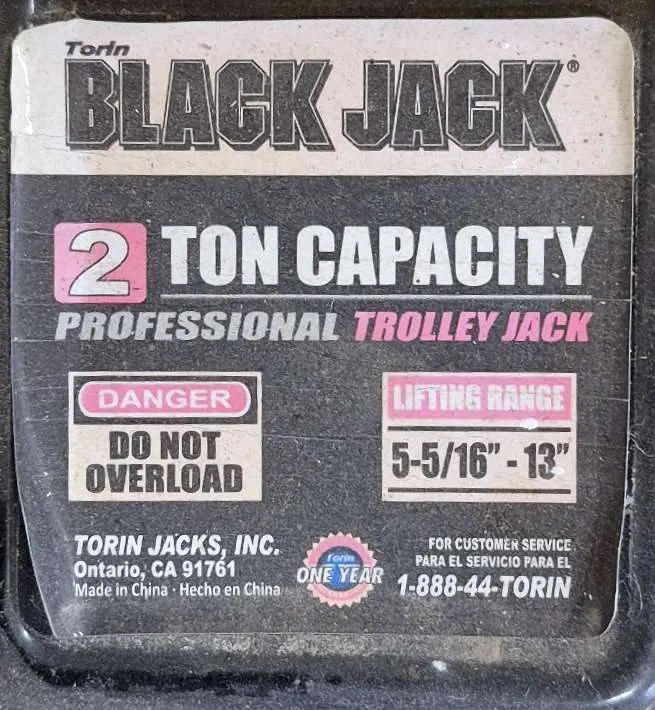 Torin
BLACK JACK®
2 TON CAPACITY
PROFESSIONAL TROLLEY JACK
DANGER
DO NOT
OVERLOAD
LIFTING RANGE
5-5/16" - 13"
TORIN JACKS, INC.
Ontario, CA 91761
Made in China · Hecho en China
Torin
ONE YEAR
FOR CUSTOMER SERVICE
PARA EL SERVICIO PARA EL
1-888-44-TORIN